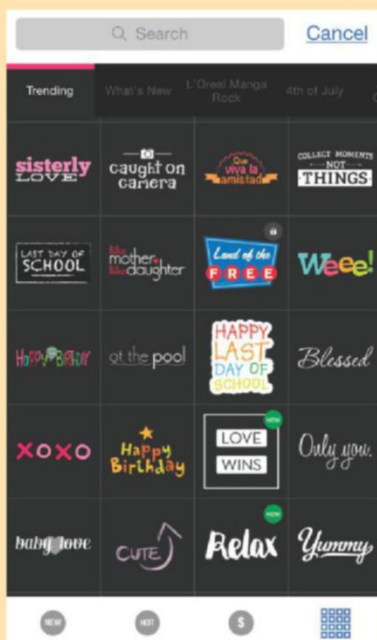 Search
Cancel
Trending
What's New
L'Oreal Manga
Rock
4th of July
sisterly
LOVE
caught on
camera
Que
viva la
amistad
COLLECT MOMENTS
NOT
THINGS
LAST DAY OF
SCHOOL
like mother,
like daughter
Land of the
FREE
Weee!
HAPPY BIRTHDAY
at the pool
HAPPY
LAST
DAY OF
SCHOOL
Blessed
XOXO
Happy
Birthday
NEW
LOVE
WINS
Only you.
baby love
CUTE
NEW
Relax
Yummy
NEW
HOT
$